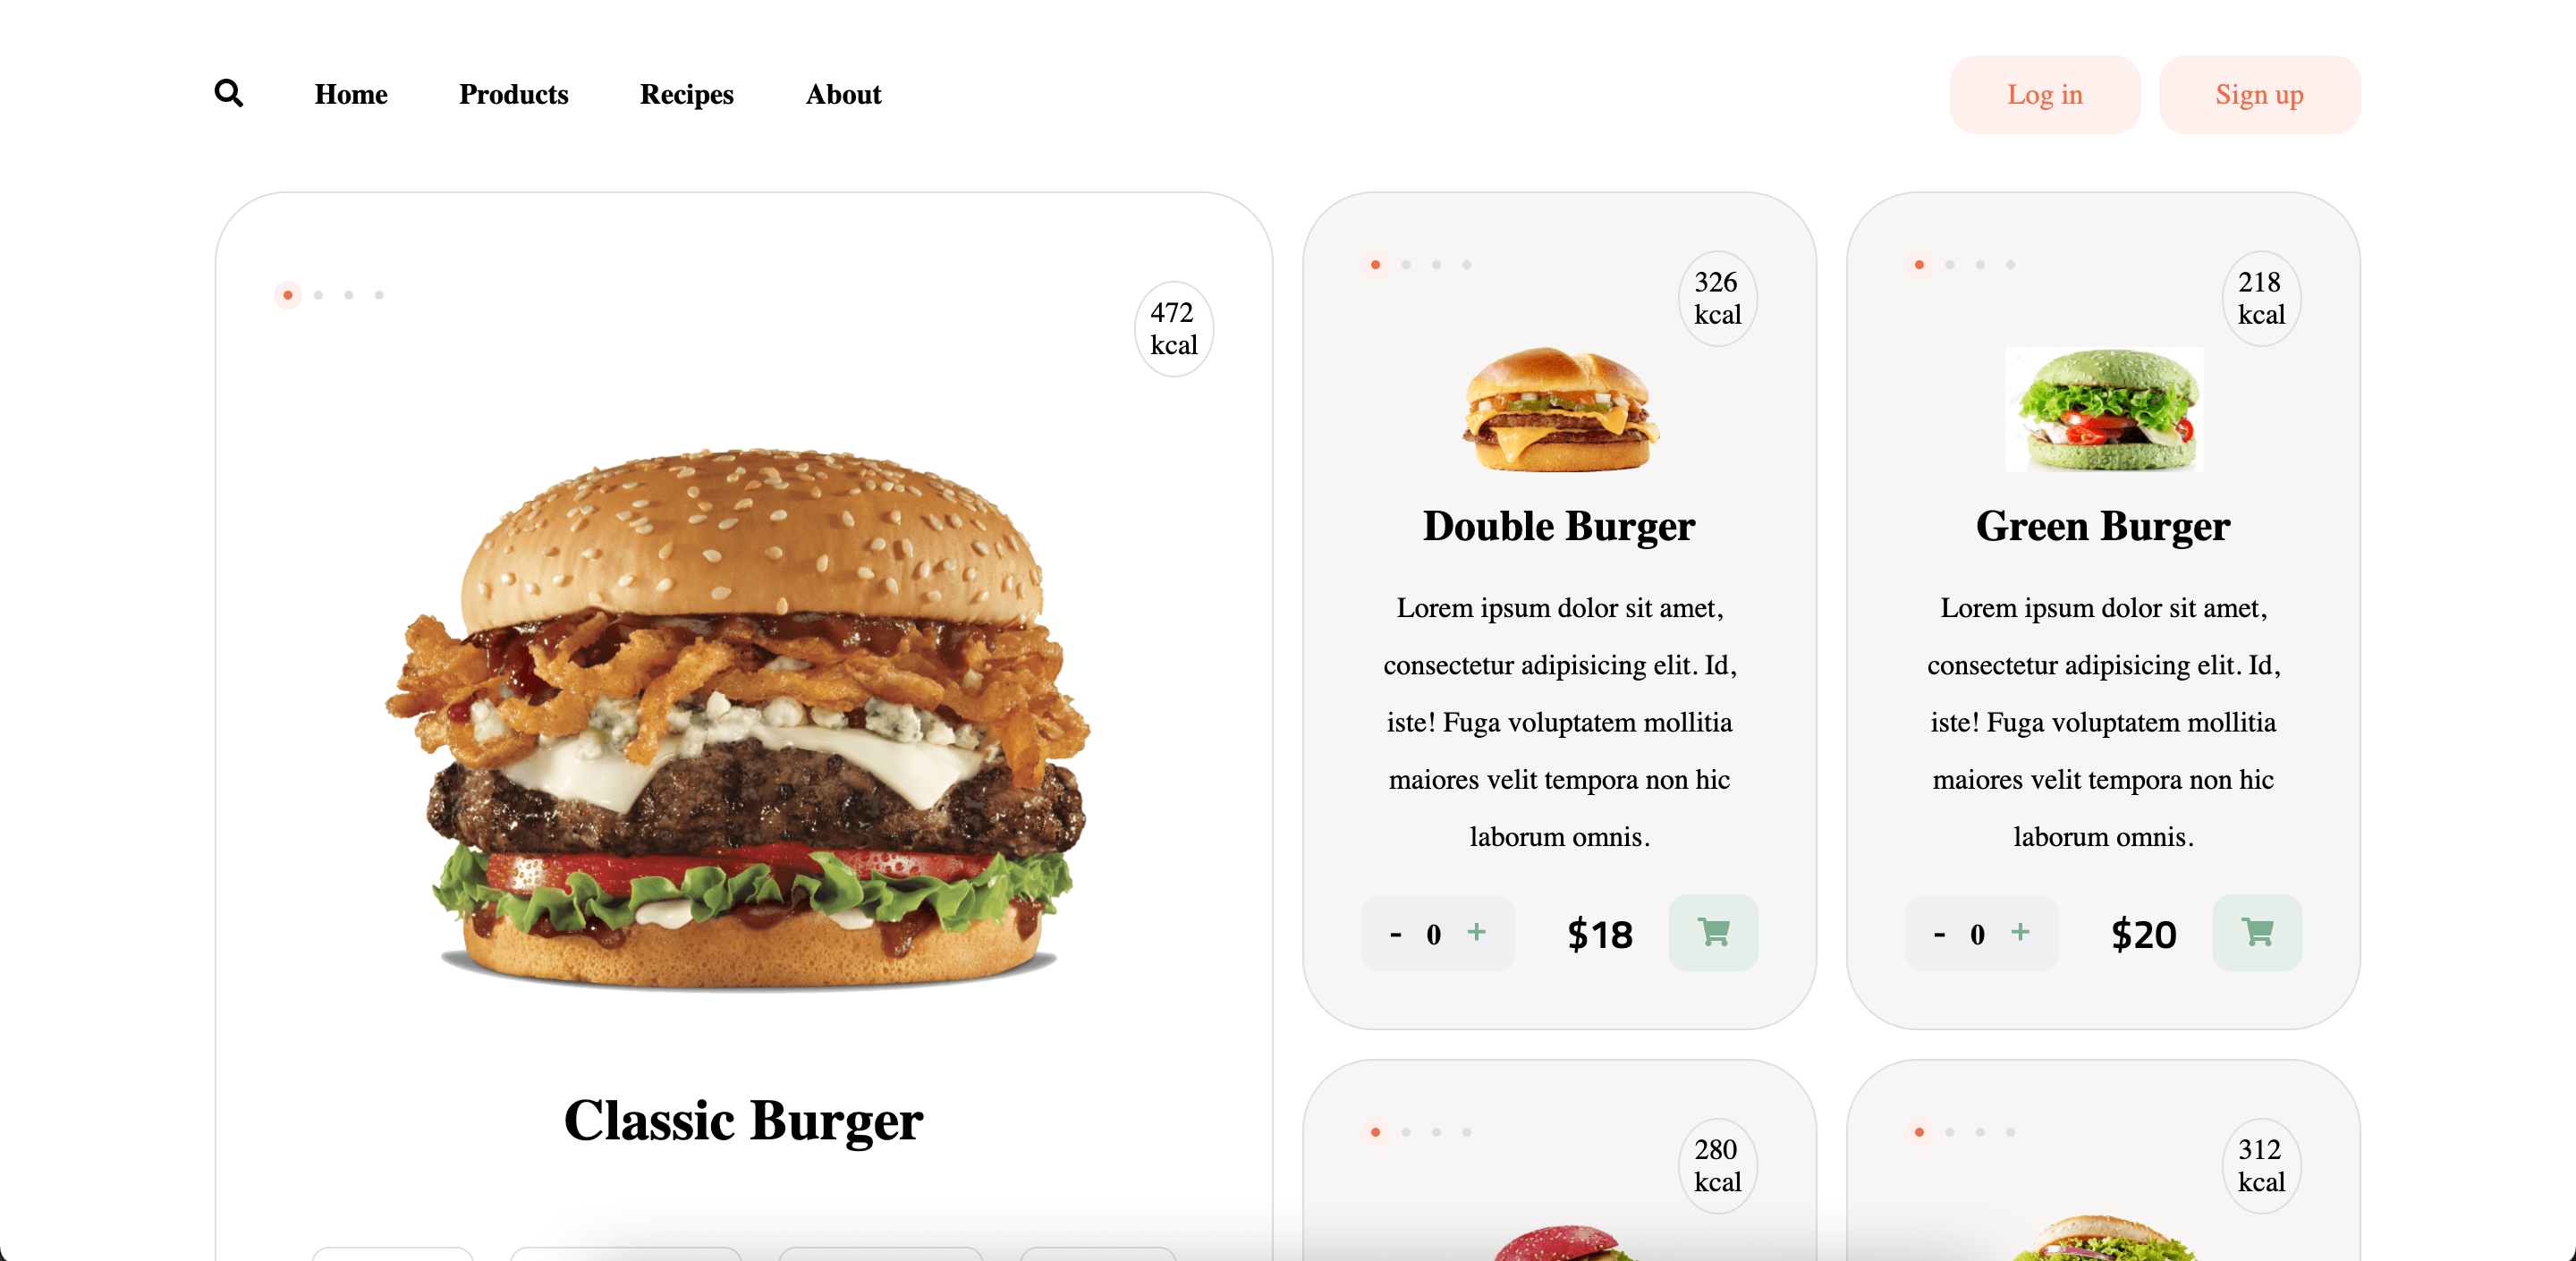 Home Products Recipes About
Log in Sign up
472
kcal
Classic Burger
326
kcal
Double Burger
Lorem ipsum dolor sit amet,
consectetur adipisicing elit. Id,
iste! Fuga voluptatem mollitia
maiores velit tempora non hic
laborum omnis.
- 0 + $18
218
kcal
Green Burger
Lorem ipsum dolor sit amet,
consectetur adipisicing elit. Id,
iste! Fuga voluptatem mollitia
maiores velit tempora non hic
laborum omnis.
- 0 + $20
280
kcal
312
kcal